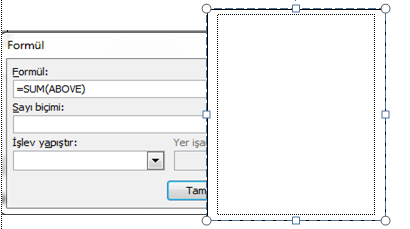 Formül
Formül:
=SUM(ABOVE)
Sayı biçimi:
İşlev yapıştır:
Yer işa
Tam